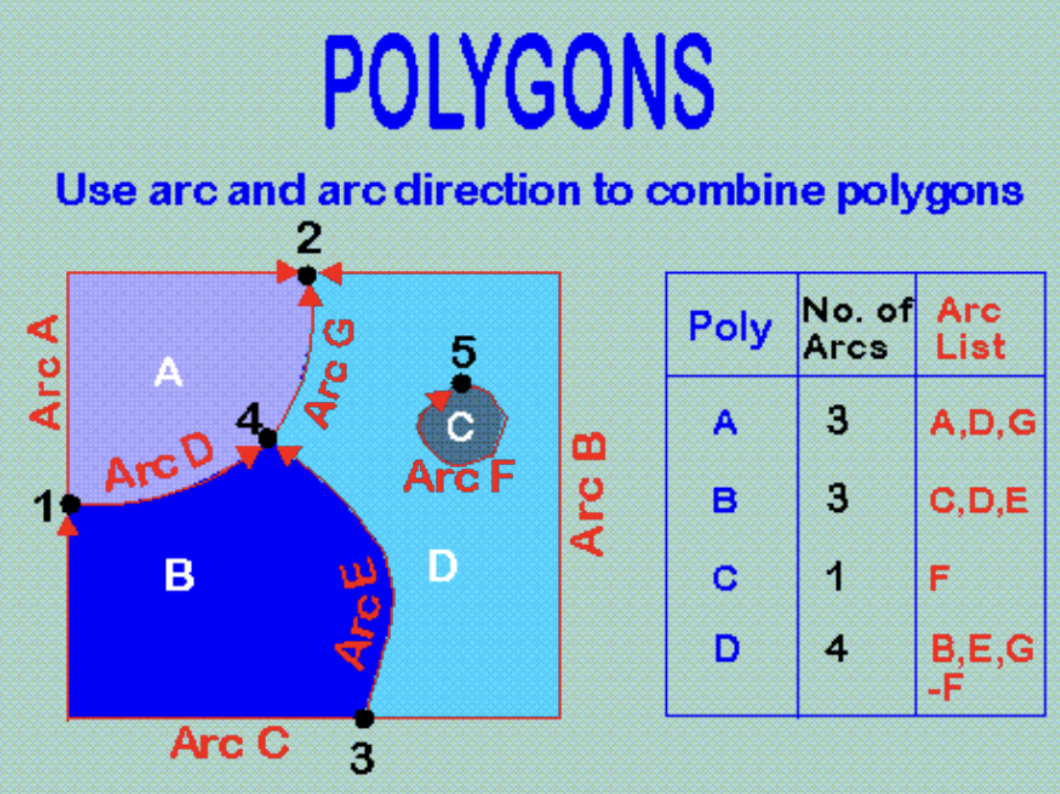 POLYGONS
Use arc and arc direction to combine polygons
2
Arc A
A
Arc G
5
C
Arc F
4
Arc D
1
Arc B
B
D
Arc E
Arc C
3
Poly No. of Arcs Arc List
A 3 A,D,G
B 3 C,D,E
C 1 F
D 4 B,E,G
-F